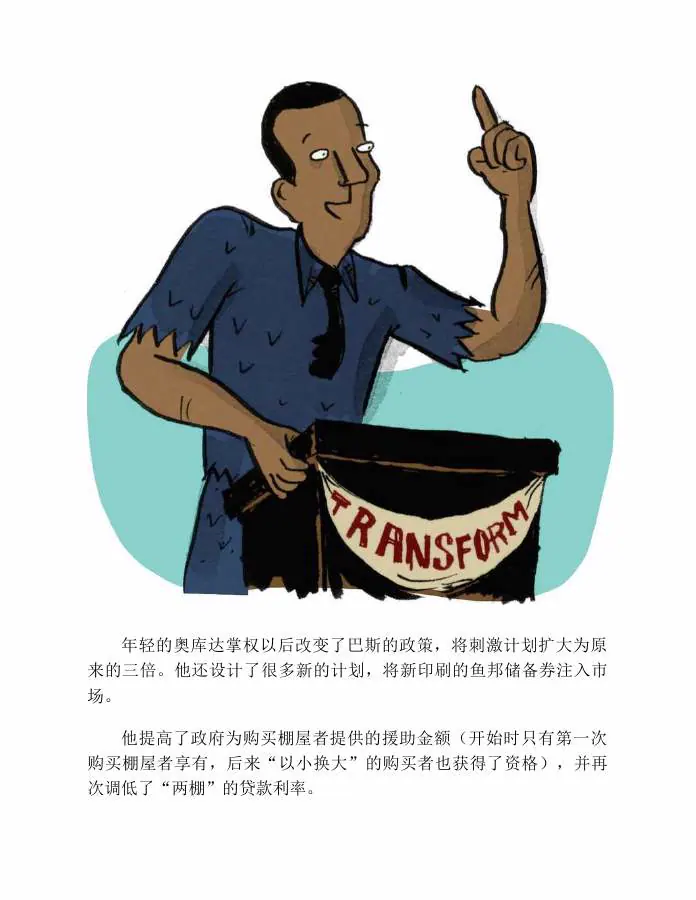 TRANSFORM
年轻的奥库达掌权以后改变了巴斯的政策，将刺激计划扩大为原
来的三倍。他还设计了很多新的计划，将新印刷的鱼邦储备券注入市
场。
他提高了政府为购买棚屋者提供的援助金额（开始时只有第一次
购买棚屋者享有，后来“以小换大”的购买者也获得了资格），并再
次调低了“两棚”的贷款利率。